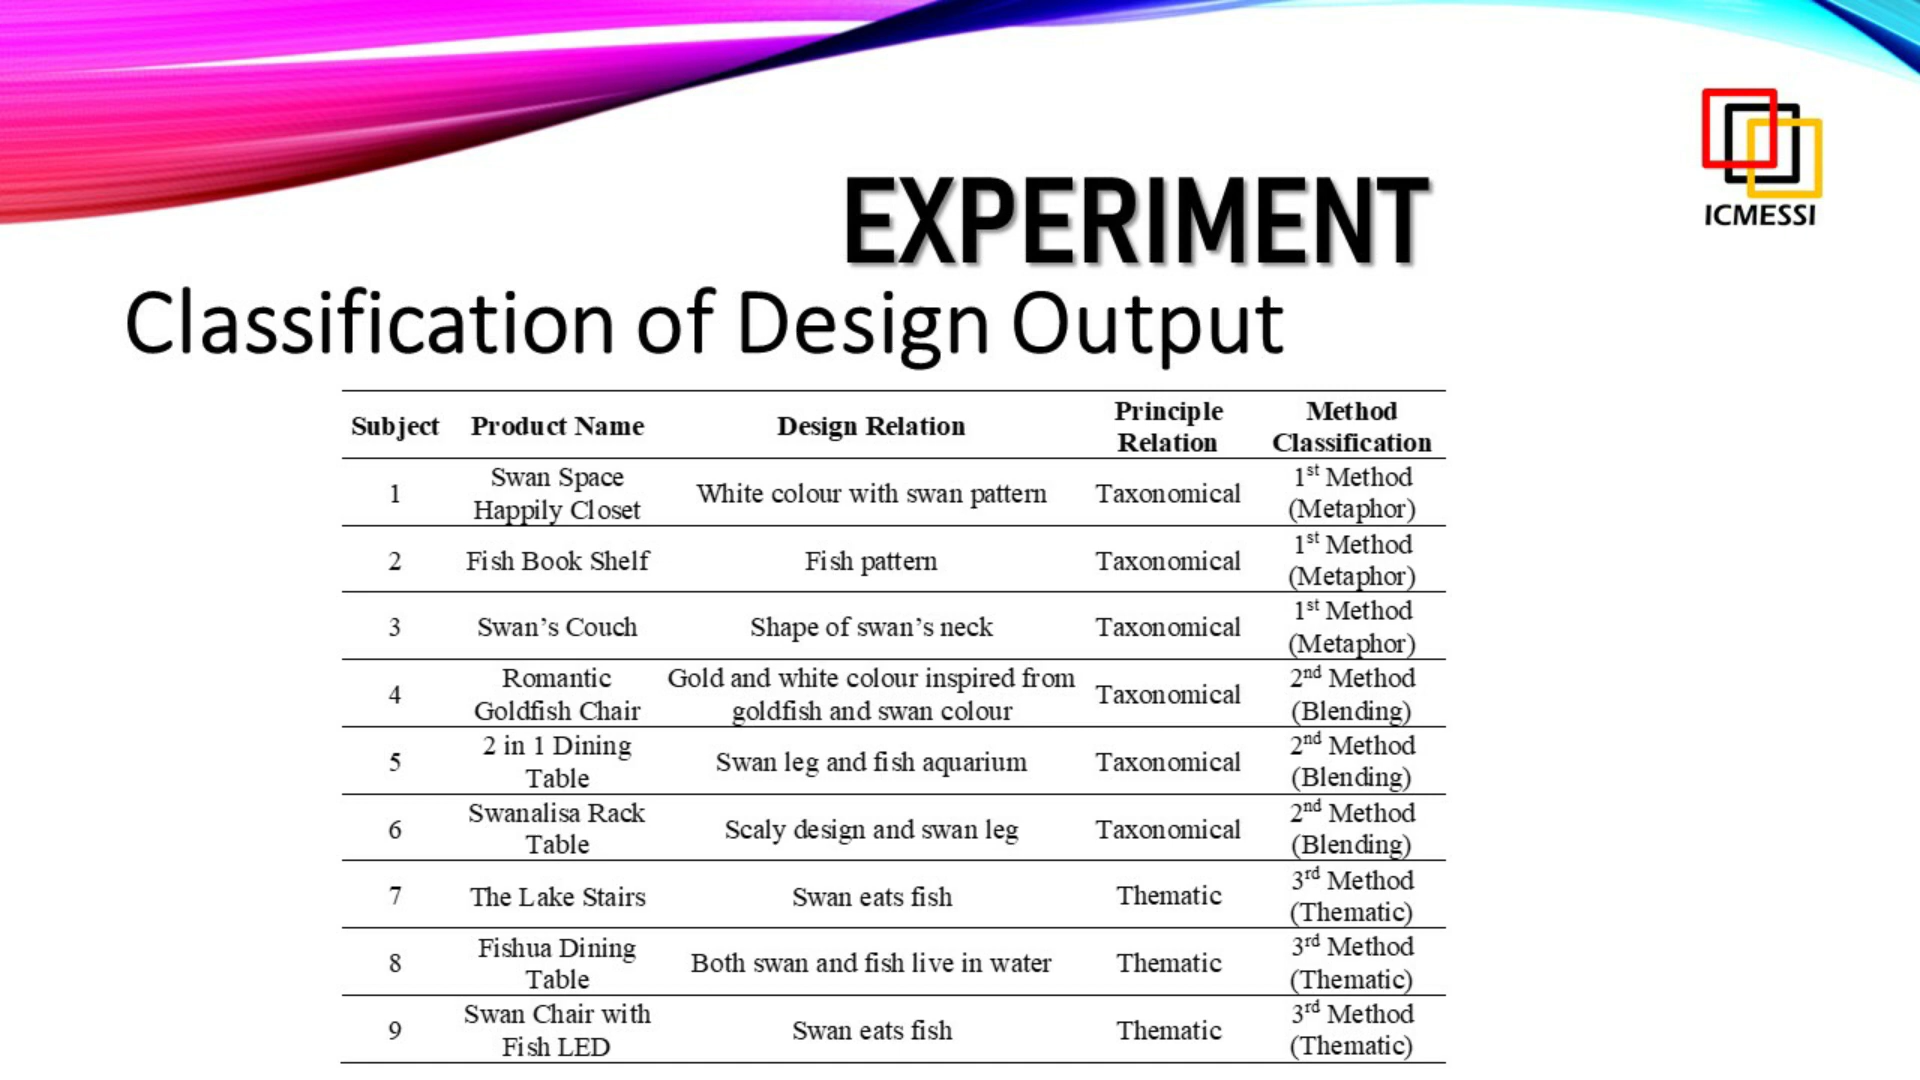 ICMESSI
EXPERIMENT
Classification of Design Output
Subject Product Name Design Relation Principle Relation Method Classification
1 Swan Space Happily Closet White colour with swan pattern Taxonomical 1st Method (Metaphor)
2 Fish Book Shelf Fish pattern Taxonomical 1st Method (Metaphor)
3 Swan’s Couch Shape of swan’s neck Taxonomical 1st Method (Metaphor)
4 Romantic Goldfish Chair Gold and white colour inspired from goldfish and swan colour Taxonomical 2nd Method (Blending)
5 2 in 1 Dining Table Swan leg and fish aquarium Taxonomical 2nd Method (Blending)
6 Swanalisa Rack Table Scaly design and swan leg Taxonomical 2nd Method (Blending)
7 The Lake Stairs Swan eats fish Thematic 3rd Method (Thematic)
8 Fishua Dining Table Both swan and fish live in water Thematic 3rd Method (Thematic)
9 Swan Chair with Fish LED Swan eats fish Thematic 3rd Method (Thematic)